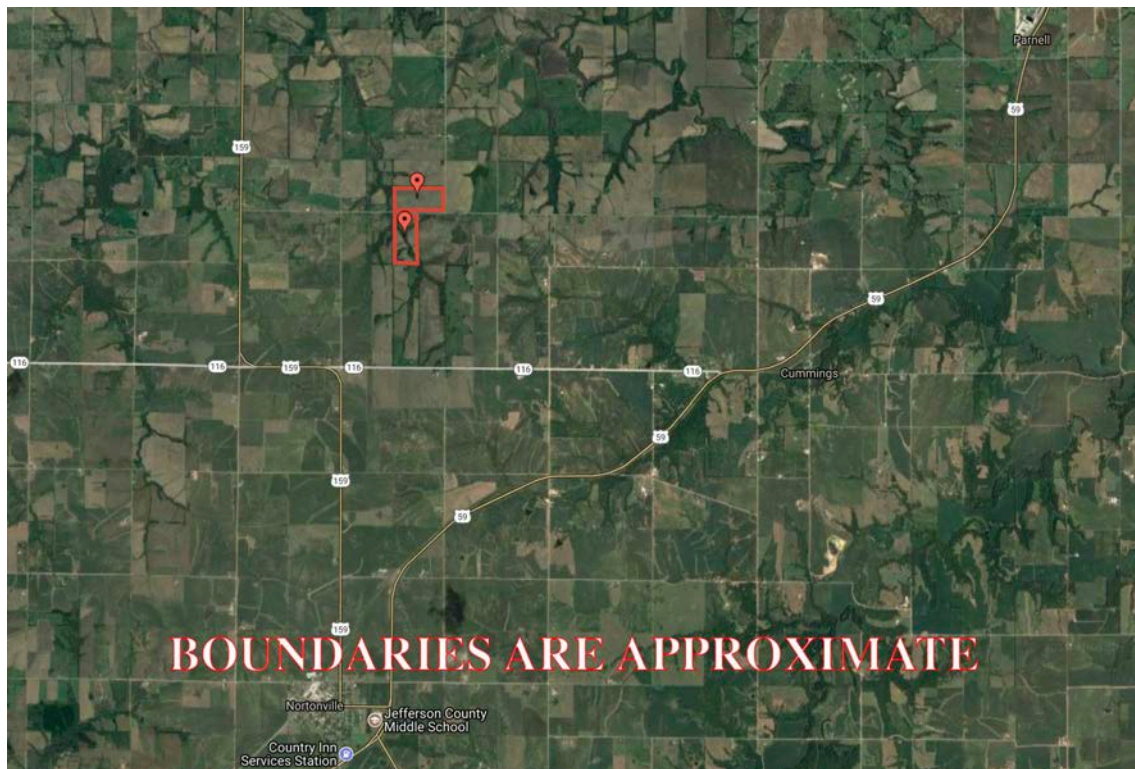 Parnell
59
159
59
116
116
159
116
116
116
Cummings
59
159
59
159
BOUNDARIES ARE APPROXIMATE
Nortonville
Jefferson County
Middle School
Country Inn
Services Station